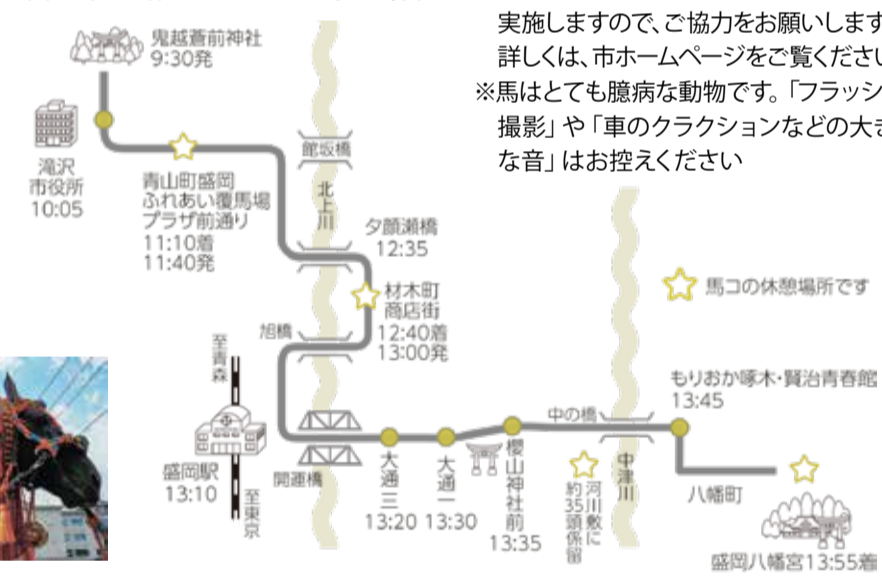 実施しますので、ご協力をお願いします
詳しくは、市ホームページをご覧ください
※馬はとても臆病な動物です。「フラッシ
撮影」や「車のクラクションなどの大き
な音」はお控えください
鬼越蒼前神社
9:30発
滝沢
市役所
10:05
青山町盛岡
ふれあい覆馬場
プラザ前通り
11:10着
11:40発
館坂橋
北上川
夕顔瀬橋
12:35
材木町
商店街
12:40着
13:00発
馬コの休憩場所です
旭橋
至青森
盛岡駅
13:10
至東京
開運橋
大通三
13:20
大通一
13:30
櫻山神社前
13:35
中の橋
河川敷に
約35頭係留
中津川
もりおか啄木・賢治青春館
13:45
八幡町
盛岡八幡宮13:55着